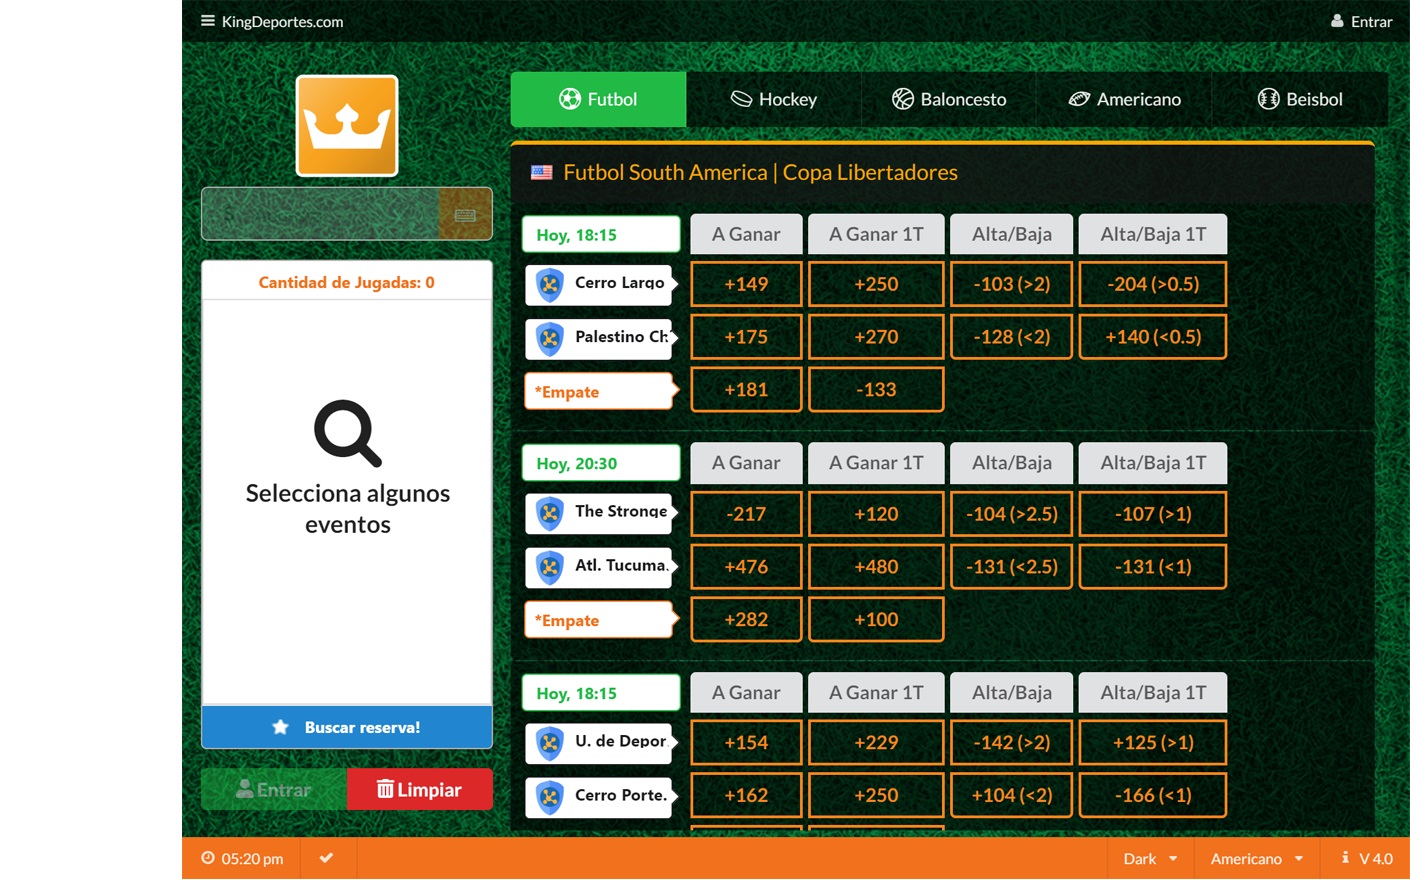 KingDeportes.com
Entrar
Futbol
Hockey
Baloncesto
Americano
Beisbol
Futbol South America | Copa Libertadores
Hoy, 18:15
A Ganar
A Ganar 1T
Alta/Baja
Alta/Baja 1T
Cerro Largo
+149
+250
-103 (>2)
-204 (>0.5)
Palestino Ch
+175
+270
-128 (<2)
+140 (<0.5)
*Empate
+181
-133
Hoy, 20:30
A Ganar
A Ganar 1T
Alta/Baja
Alta/Baja 1T
The Stronge
-217
+120
-104 (>2.5)
-107 (>1)
Atl. Tucuma.
+476
+480
-131 (<2.5)
-131 (<1)
*Empate
+282
+100
Hoy, 18:15
A Ganar
A Ganar 1T
Alta/Baja
Alta/Baja 1T
U. de Depor
+154
+229
-142 (>2)
+125 (>1)
Cerro Porte.
+162
+250
+104 (<2)
-166 (<1)
Cantidad de Jugadas: 0
Selecciona algunos
eventos
Buscar reserva!
Entrar
Limpiar
05:20 pm
Dark
Americano
V 4.0